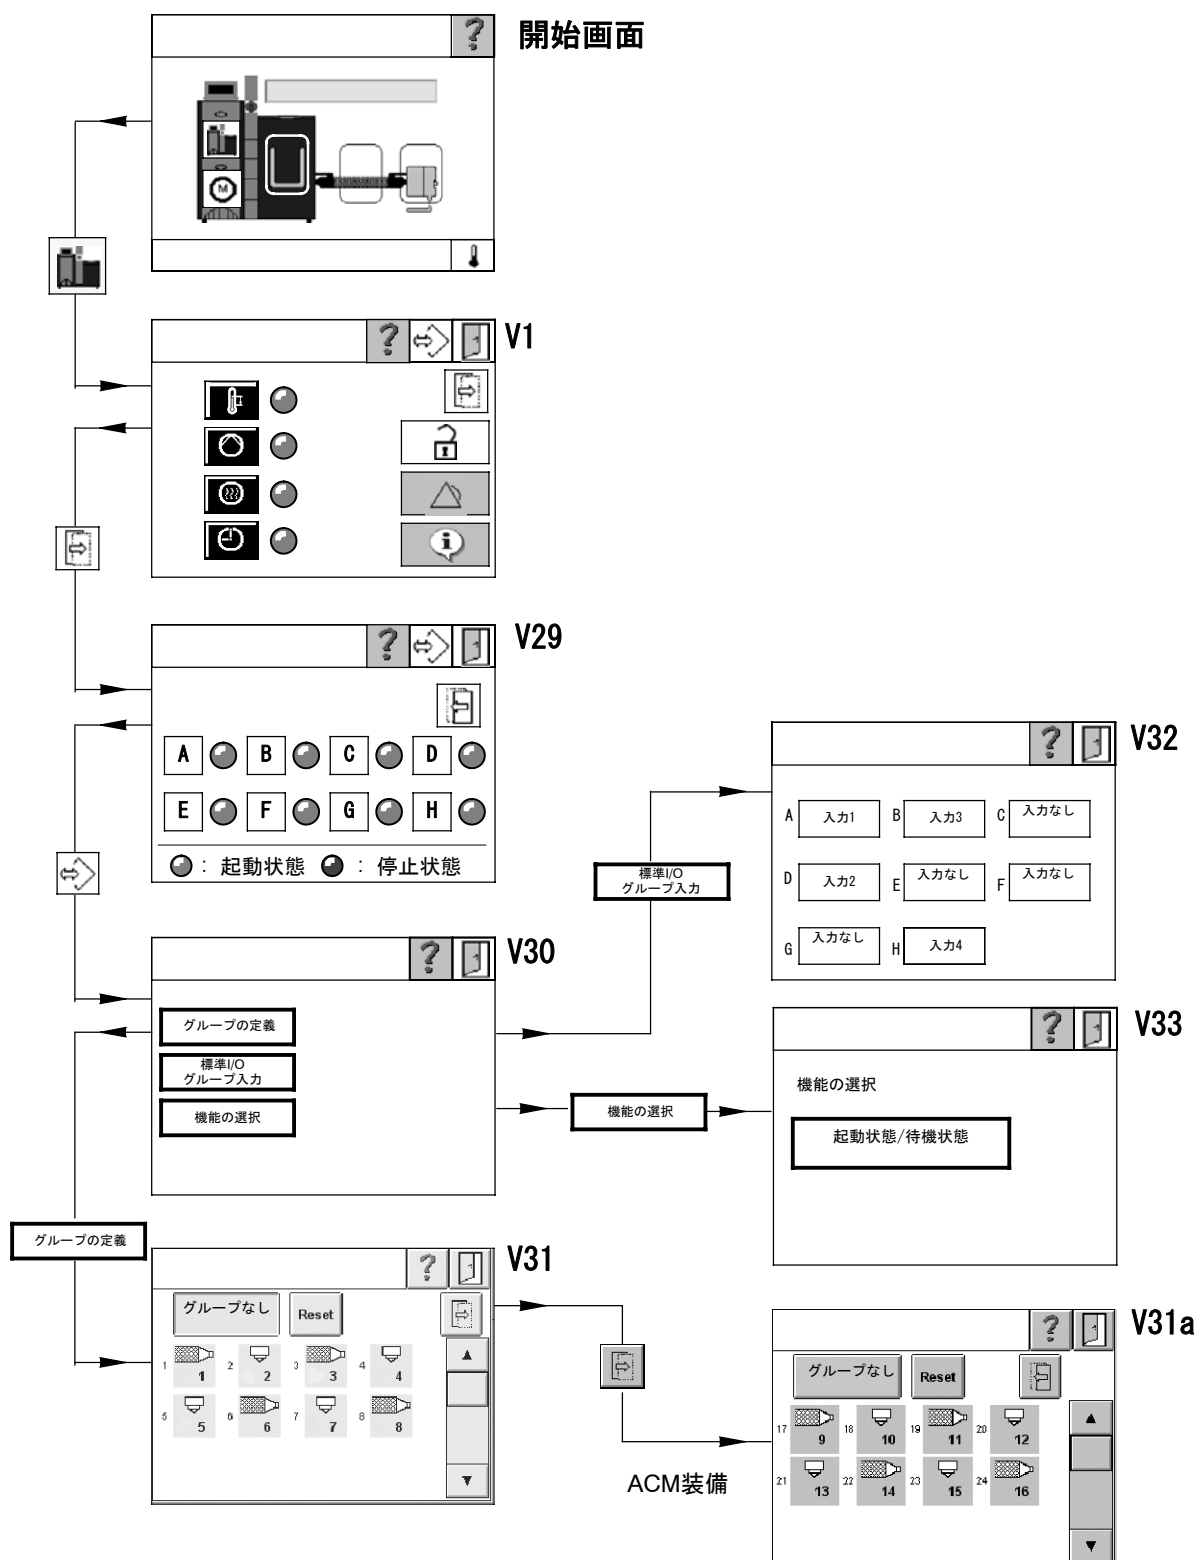 ?
開始画面
M
?
V1
i
?
V29
A
B
C
D
E
F
G
H
: 起動状態
: 停止状態
?
V30
グループの定義
標準I/O
グループ入力
機能の選択
標準I/O
グループ入力
?
V32
A 入力1
B 入力3
C 入力なし
D 入力2
E 入力なし
F 入力なし
G 入力なし
H 入力4
機能の選択
?
V33
機能の選択
起動状態/待機状態
グループの定義
?
V31
グループなし
Reset
1 1
2 2
3 3
4 4
5 5
6 6
7 7
8 8
ACM装備
?
V31a
グループなし
Reset
17 9
18 10
19 11
20 12
21 13
22 14
23 15
24 16